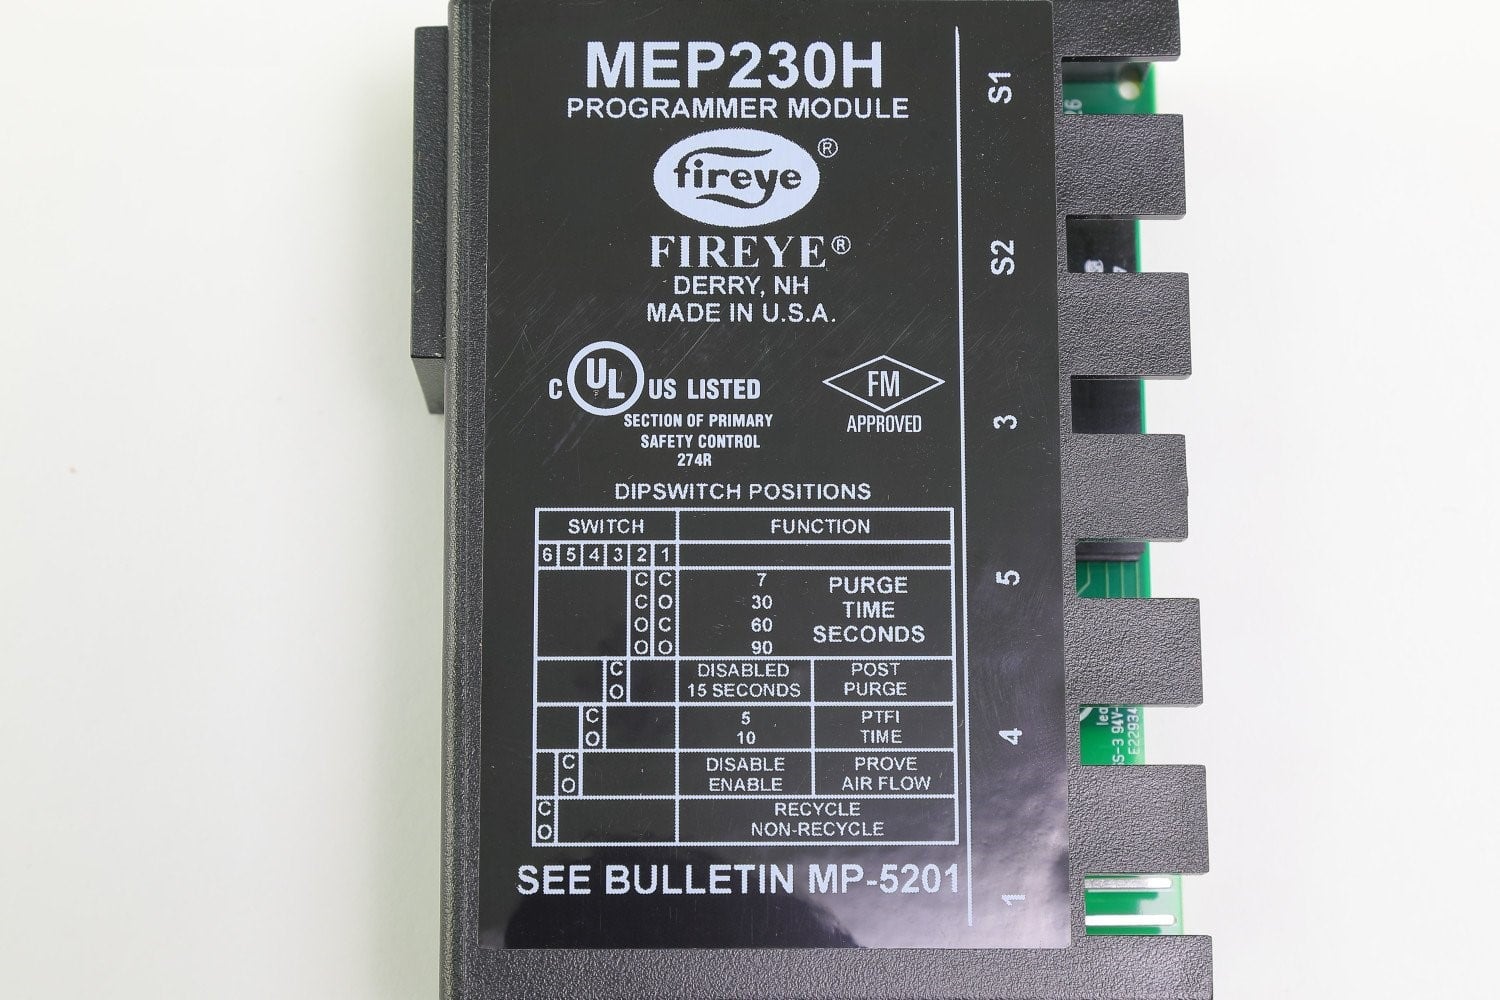 MEP230H
PROGRAMMER MODULE
fireye ®
FIREYE®
DERRY, NH
MADE IN U.S.A.
C UL US LISTED
SECTION OF PRIMARY
SAFETY CONTROL
274R
FM
APPROVED
DIPSWITCH POSITIONS
SWITCH FUNCTION
6 5 4 3 2 1
C C 7 PURGE
C O 30 TIME
O C 60 SECONDS
O O 90
C DISABLED POST
O 15 SECONDS PURGE
C 5 PTFI
O 10 TIME
C DISABLE PROVE
O ENABLE AIR FLOW
C RECYCLE
O NON-RECYCLE
SEE BULLETIN MP-5201
S1
S2
3
5
4
1
26
94V-
E22934